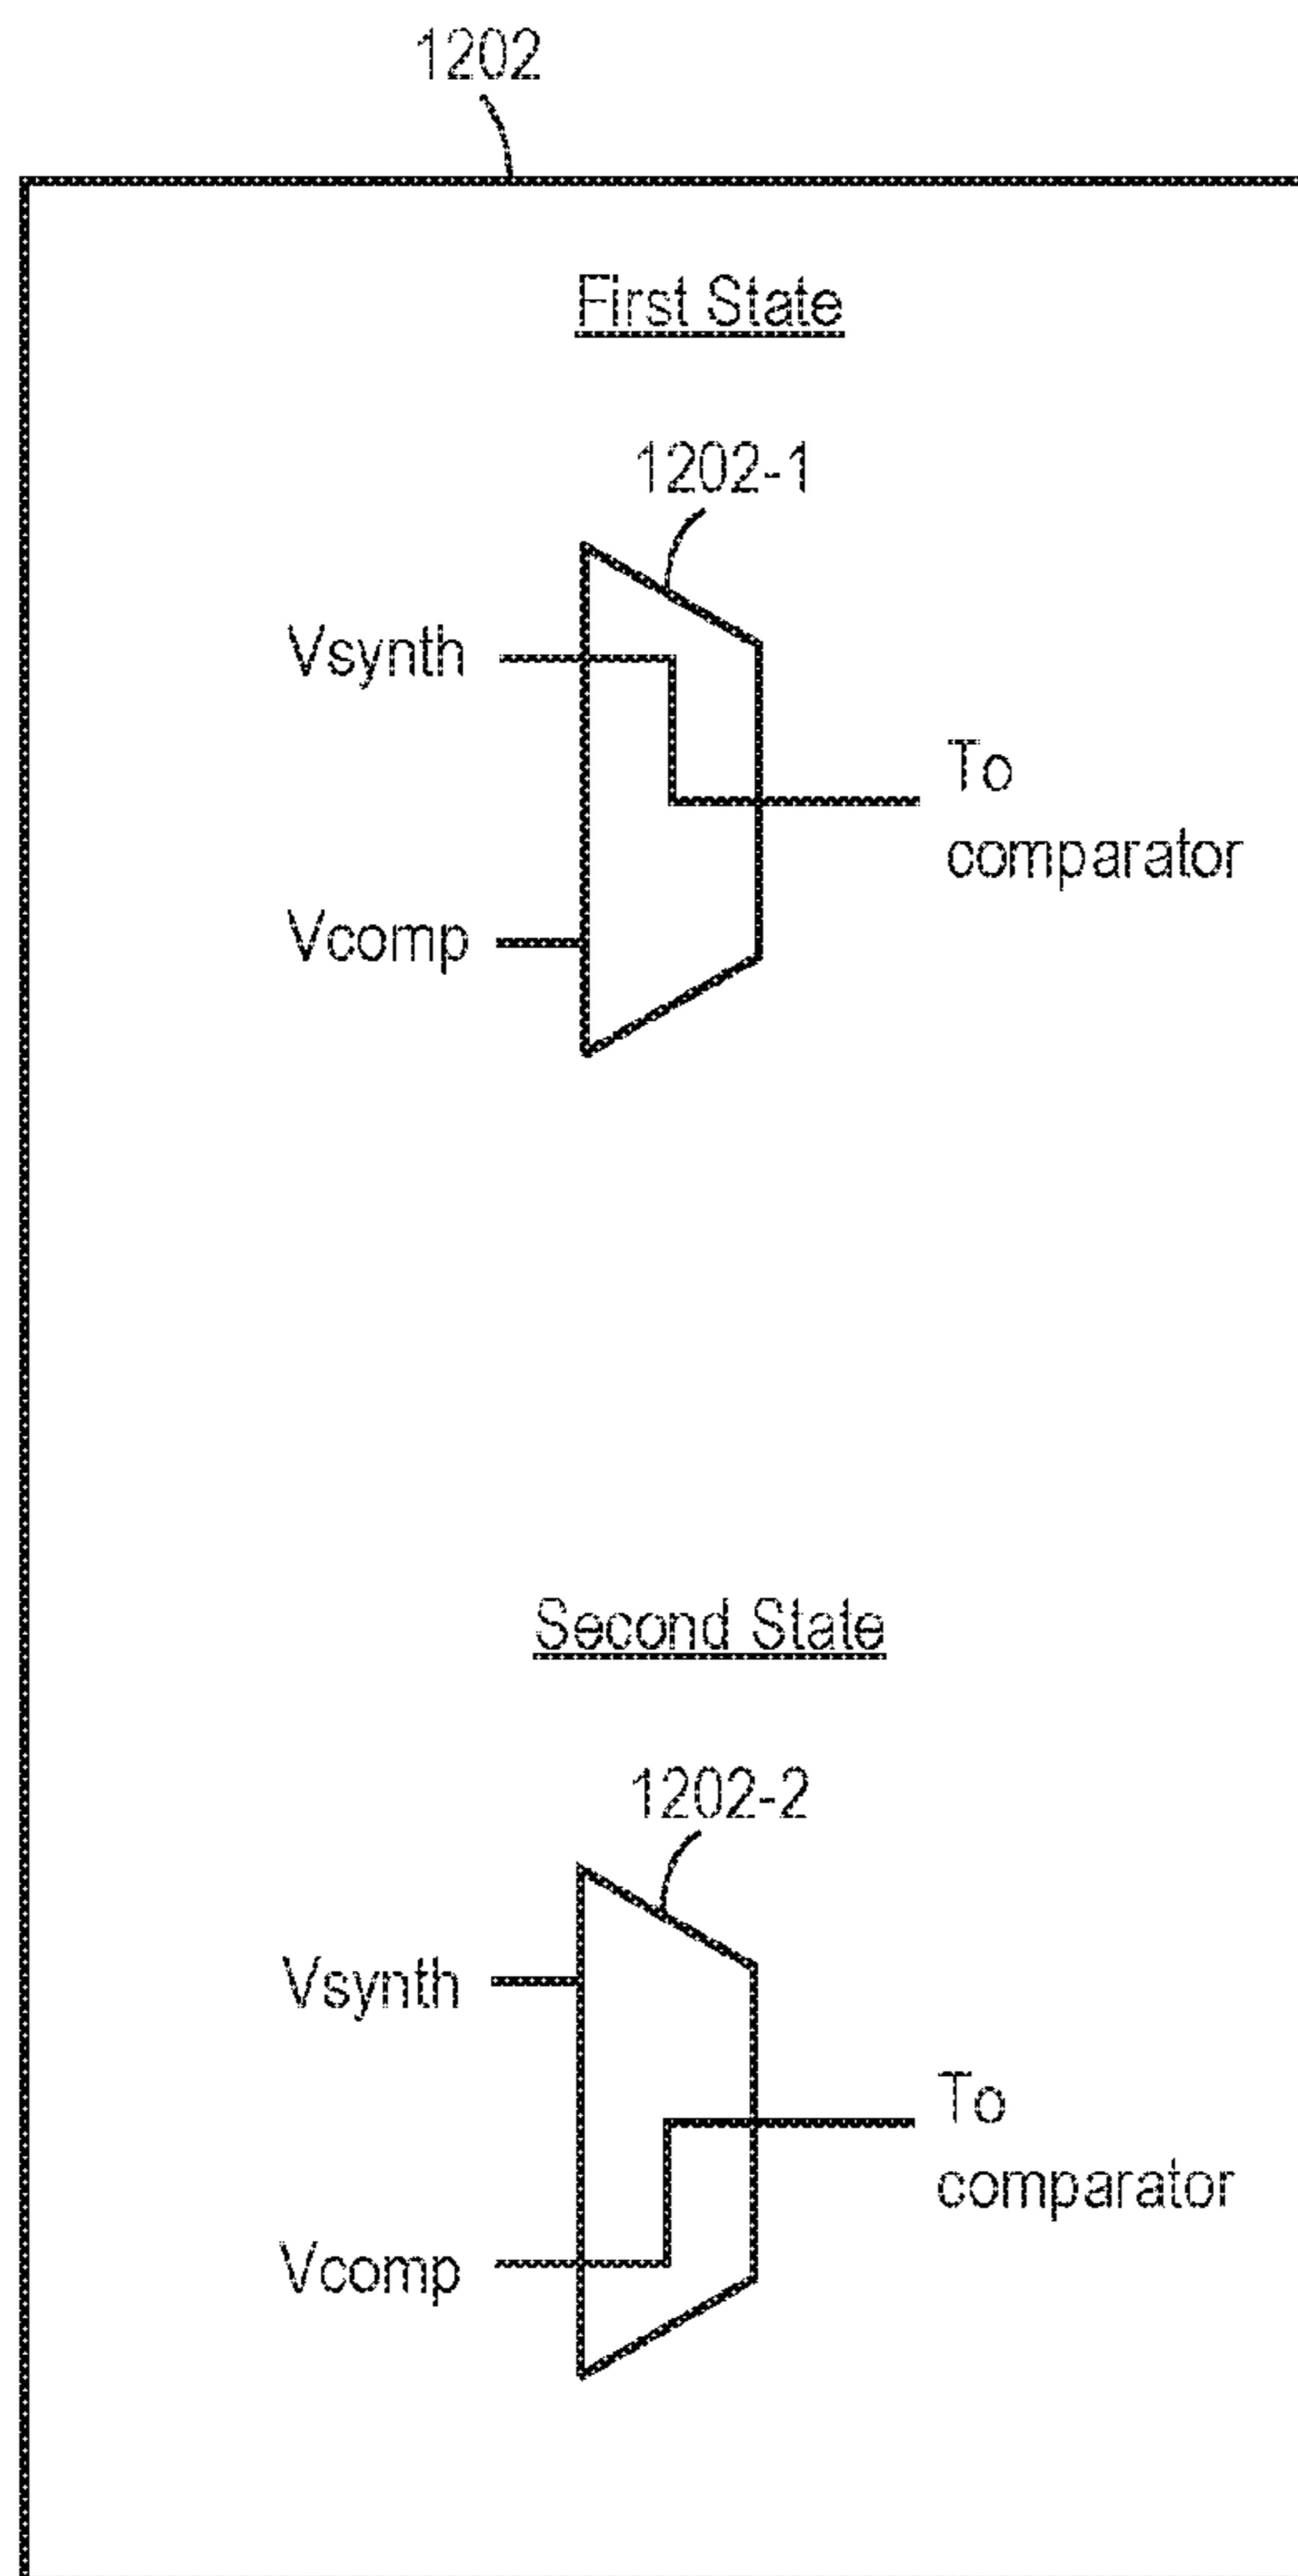 1202
First State
1202-1
Vsynth
To
comparator
Vcomp
Second State
1202-2
Vsynth
To
comparator
Vcomp